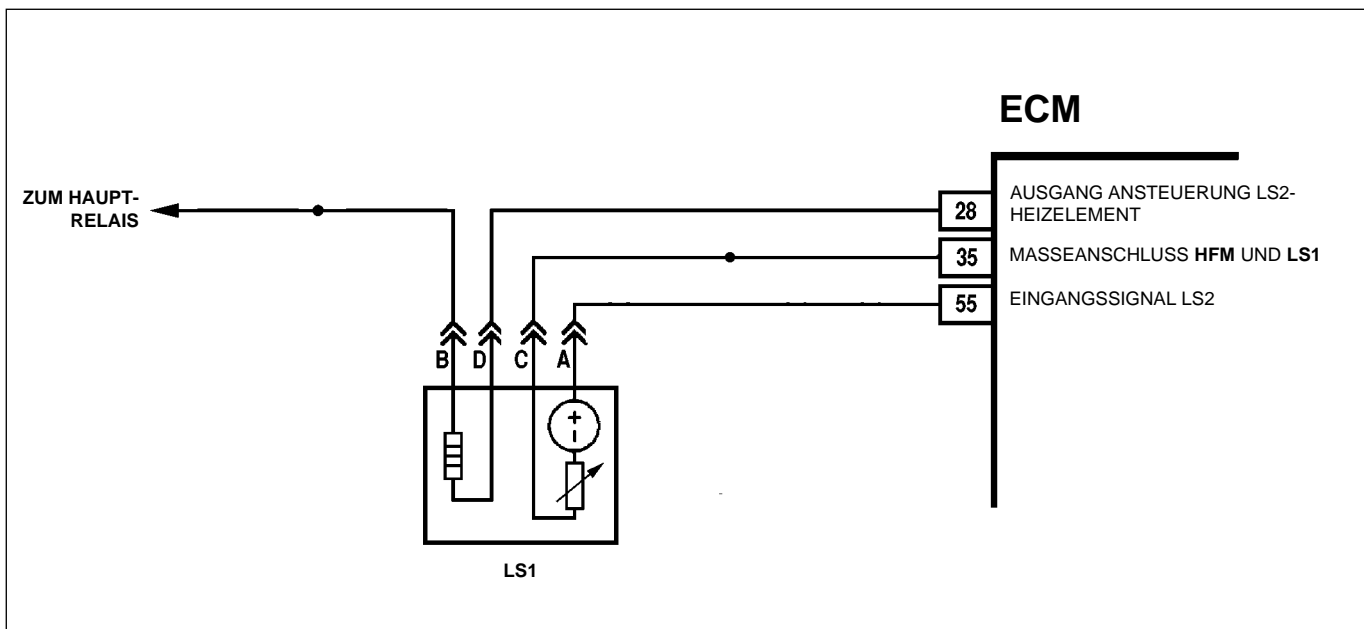 ECM
ZUM HAUPT-
RELAIS
28
AUSGANG ANSTEUERUNG LS2-
HEIZELEMENT
35
MASSEANSCHLUSS HFM UND LS1
55
EINGANGSSIGNAL LS2
B D C A
+
–
LS1